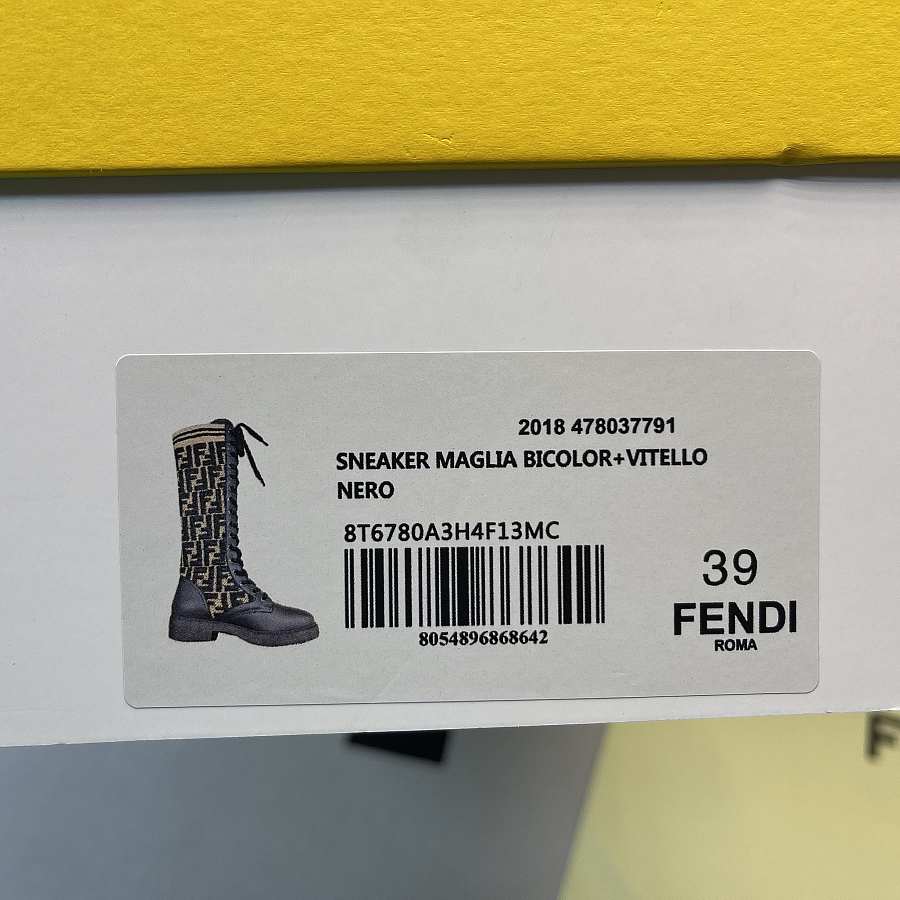 2018 478037791
SNEAKER MAGLIA BICOLOR+VITELLO
NERO
8T6780A3H4F13MC
8054896868642
39
FENDI
ROMA
F